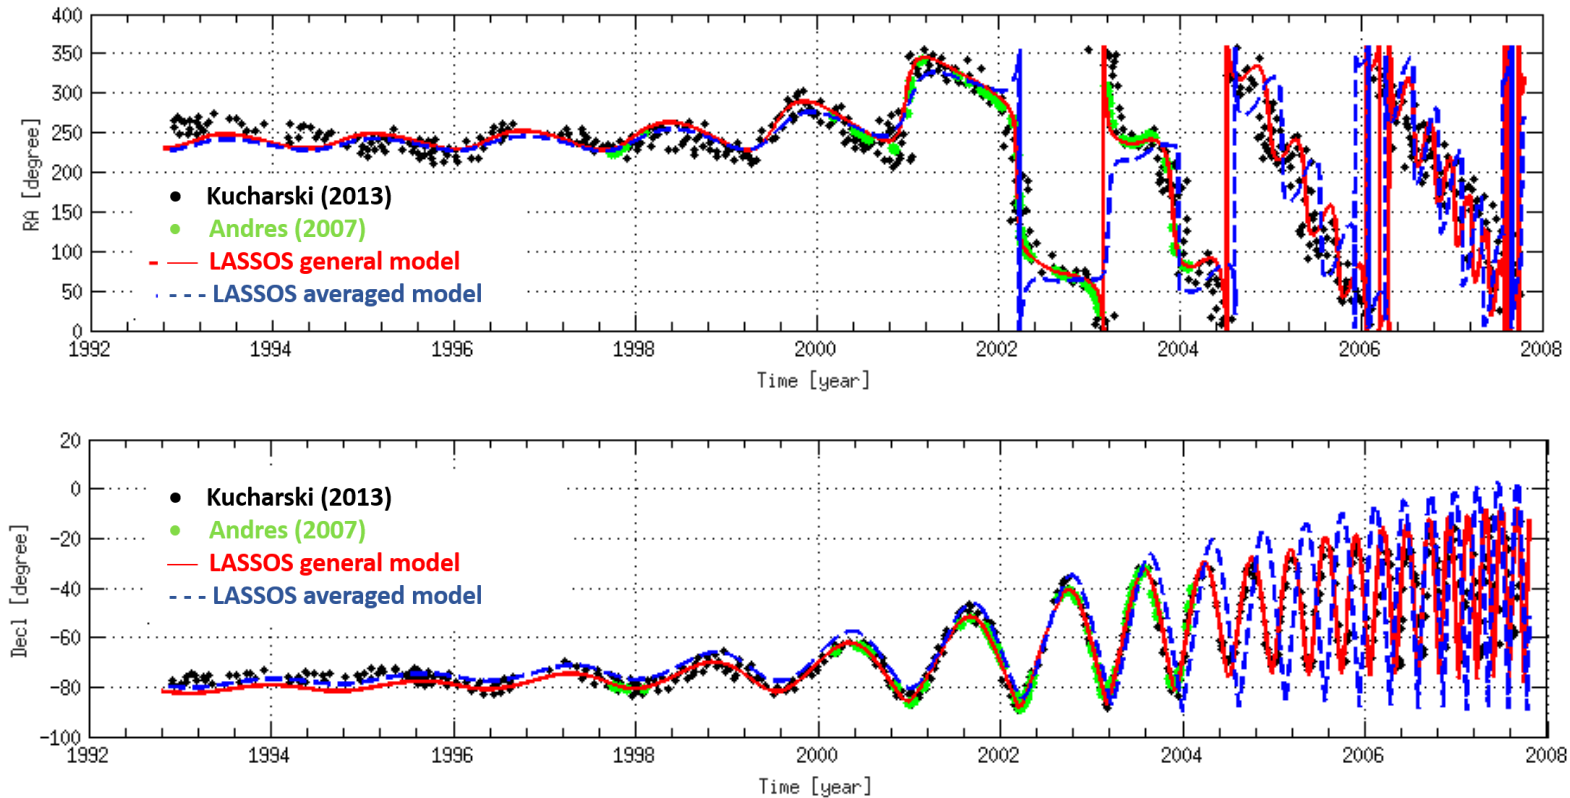 400
350
300
250
200
150
100
50
0
RA [degree]
Kucharski (2013)
Andres (2007)
LASSOS general model
LASSOS averaged model
1992 1994 1996 1998 2000 2002 2004 2006 2008
Time [year]
20
0
-20
-40
-60
-80
-100
Decl [degree]
Kucharski (2013)
Andres (2007)
LASSOS general model
LASSOS averaged model
1992 1994 1996 1998 2000 2002 2004 2006 2008
Time [year]